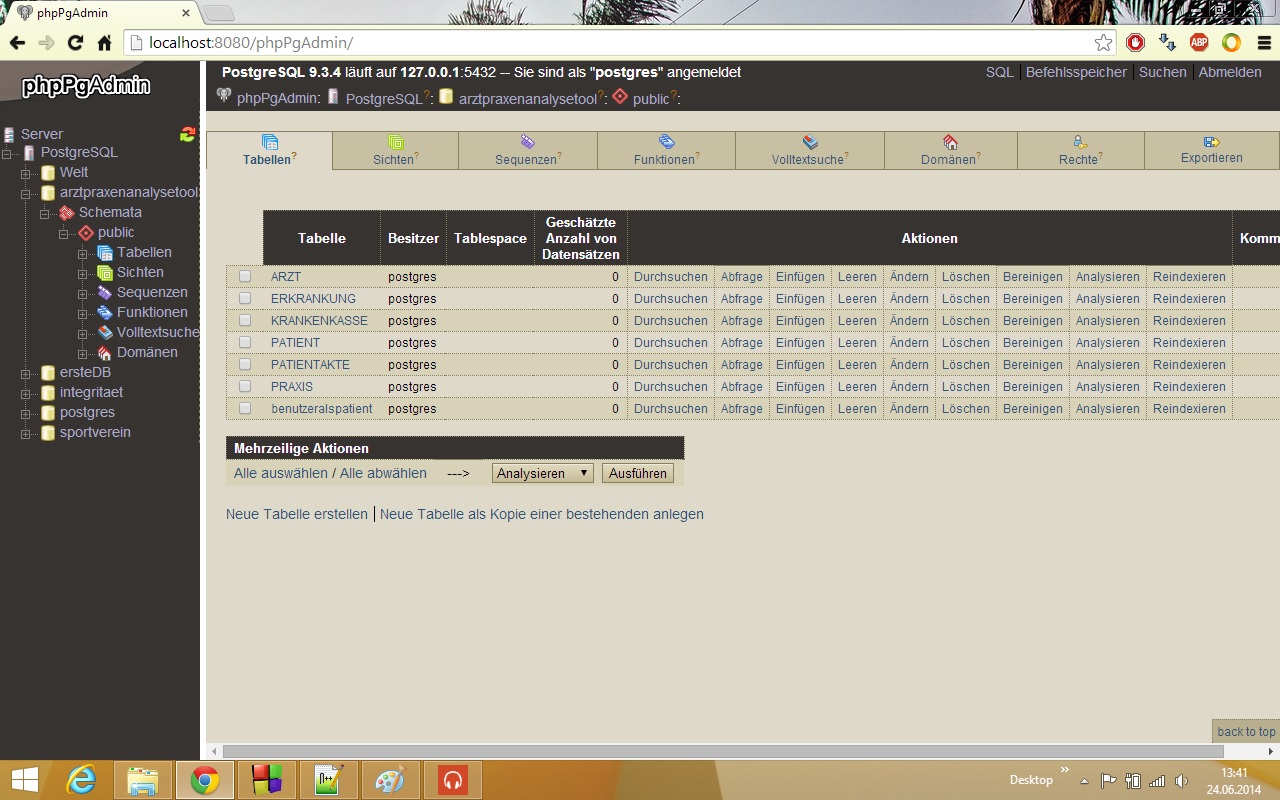 phpPgAdmin
localhost:8080/phpPgAdmin/
ABP
phpPgAdmin
PostgreSQL 9.3.4 läuft auf 127.0.0.1:5432 -- Sie sind als "postgres" angemeldet
SQL Befehlsspeicher Suchen Abmelden
phpPgAdmin: PostgreSQL?: arztpraxenanalysetool?: public?:
Server
PostgreSQL
Welt
arztpraxenanalysetool
Schemata
public
Tabellen
Sichten
Sequenzen
Funktionen
Volltextsuche
Domänen
ersteDB
integritaet
postgres
sportverein
Tabellen? Sichten? Sequenzen? Funktionen? Volltextsuche? Domänen? Rechte? Exportieren
Tabelle Besitzer Tablespace Geschätzte Anzahl von Datensätzen Aktionen Komm
ARZT postgres 0 Durchsuchen Abfrage Einfügen Leeren Ändern Löschen Bereinigen Analysieren Reindexieren
ERKRANKUNG postgres 0 Durchsuchen Abfrage Einfügen Leeren Ändern Löschen Bereinigen Analysieren Reindexieren
KRANKENKASSE postgres 0 Durchsuchen Abfrage Einfügen Leeren Ändern Löschen Bereinigen Analysieren Reindexieren
PATIENT postgres 0 Durchsuchen Abfrage Einfügen Leeren Ändern Löschen Bereinigen Analysieren Reindexieren
PATIENTAKTE postgres 0 Durchsuchen Abfrage Einfügen Leeren Ändern Löschen Bereinigen Analysieren Reindexieren
PRAXIS postgres 0 Durchsuchen Abfrage Einfügen Leeren Ändern Löschen Bereinigen Analysieren Reindexieren
benutzeralspatient postgres 0 Durchsuchen Abfrage Einfügen Leeren Ändern Löschen Bereinigen Analysieren Reindexieren
Mehrzeilige Aktionen
Alle auswählen / Alle abwählen ---> Analysieren Ausführen
Neue Tabelle erstellen Neue Tabelle als Kopie einer bestehenden anlegen
back to top
Desktop
13:41
24.06.2014